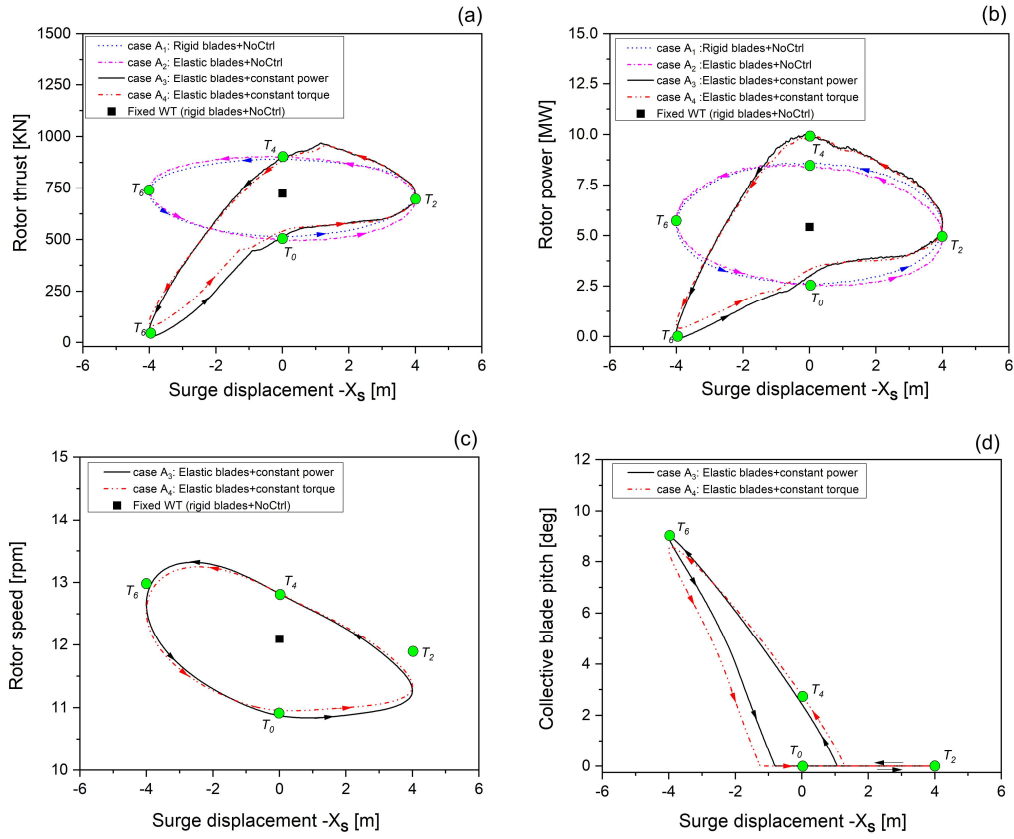 (a)
Rotor thrust [KN]
1500
1250
1000
750
500
250
0
case A1: Rigid blades+NoCtrl
case A2: Elastic blades+NoCtrl
case A3: Elastic blades+constant power
case A4: Elastic blades+constant torque
Fixed WT (rigid blades+NoCtrl)
T4
T6
T2
T0
T6
-6 -4 -2 0 2 4 6
Surge displacement -XS [m]
(b)
Rotor power [MW]
15.0
12.5
10.0
7.5
5.0
2.5
0.0
case A1 :Rigid blades+NoCtrl
case A2 :Elastic blades+NoCtrl
case A3 :Elastic blades+constant power
case A4 :Elastic blades+constant torque
Fixed WT (rigid blades+NoCtrl)
T4
T6
T2
T0
T6
-6 -4 -2 0 2 4 6
Surge displacement -XS [m]
(c)
Rotor speed [rpm]
15
14
13
12
11
10
case A3: Elastic blades+constant power
case A4: Elastic blades+constant torque
Fixed WT (rigid blades+NoCtrl)
T6
T4
T2
T0
-6 -4 -2 0 2 4 6
Surge displacement -XS [m]
(d)
Collective blade pitch [deg]
12
10
8
6
4
2
0
case A3: Elastic blades+constant power
case A4: Elastic blades+constant torque
T6
T4
T0
T2
-6 -4 -2 0 2 4 6
Surge displacement -XS [m]